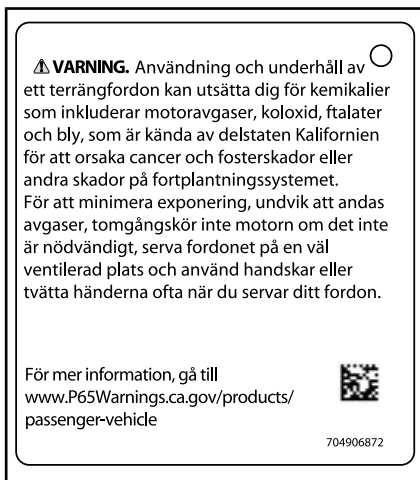 ⚠ VARNING. Användning och underhåll av
ett terrängfordon kan utsätta dig för kemikalier
som inkluderar motoravgaser, koloxid, ftalater
och bly, som är kända av delstaten Kalifornien
för att orsaka cancer och fosterskador eller
andra skador på fortplantningssystemet.
För att minimera exponering, undvik att andas
avgaser, tomgångskör inte motorn om det inte
är nödvändigt, serva fordonet på en väl
ventilerad plats och använd handskar eller
tvätta händerna ofta när du servar ditt fordon.
För mer information, gå till
www.P65Warnings.ca.gov/products/
passenger-vehicle
704906872